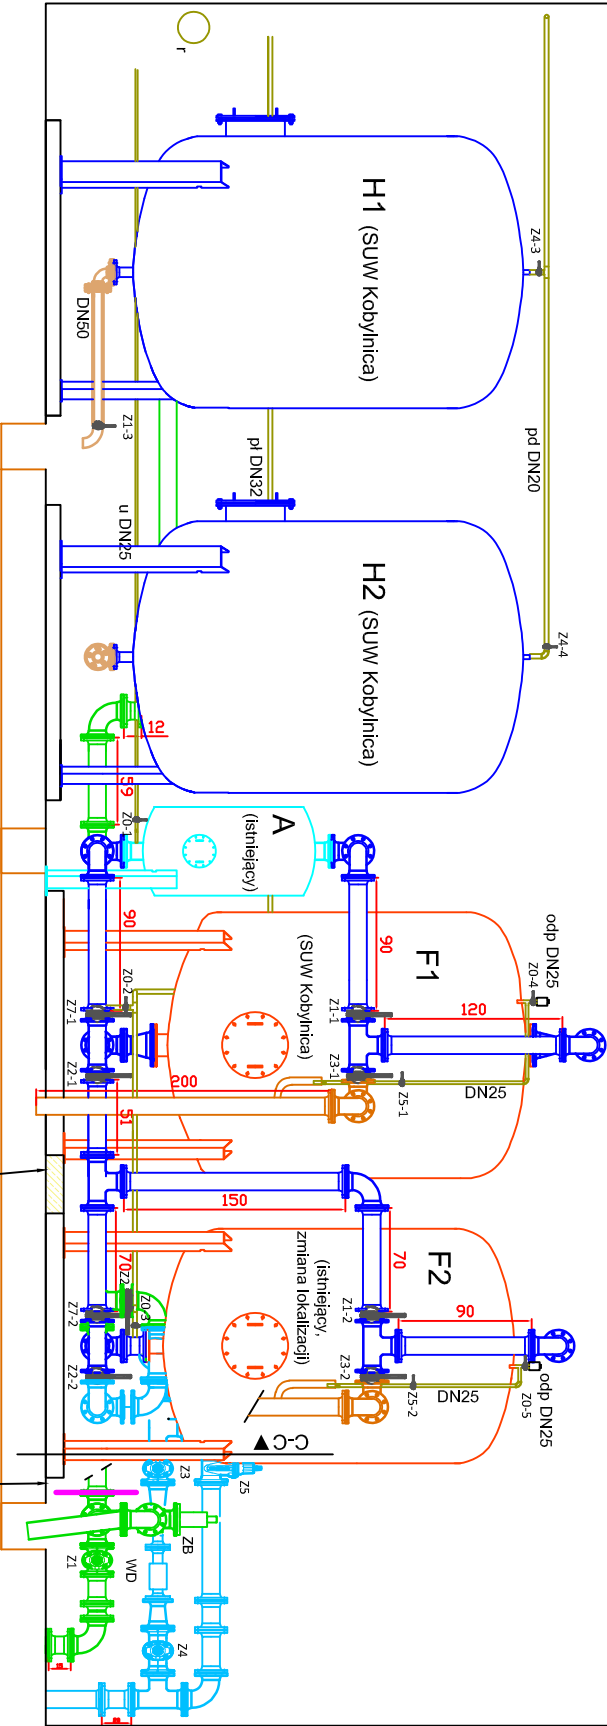 r
H1 (SUW Kobylnica)
Z4-3
DN50
Z1-3
pł DN32
pd DN20
u DN25
H2 (SUW Kobylnica)
Z4-4
12
59
Z0-1
A
(istniejący)
90
90
Z0-2
Z7-1
Z2-1
F1
(SUW Kobylnica)
odp DN25
Z0-4
120
Z1-1
Z3-1
Z5-1
DN25
200
51
150
70
70
Z0-3
Z7-2
Z2-2
F2
(istniejący,
zmiana lokalizacji)
Z1-2
Z3-2
Z5-2
90
DN25
odp DN25
Z0-5
C-C
Z3
Z5
ZB
WD
Z1
Z4